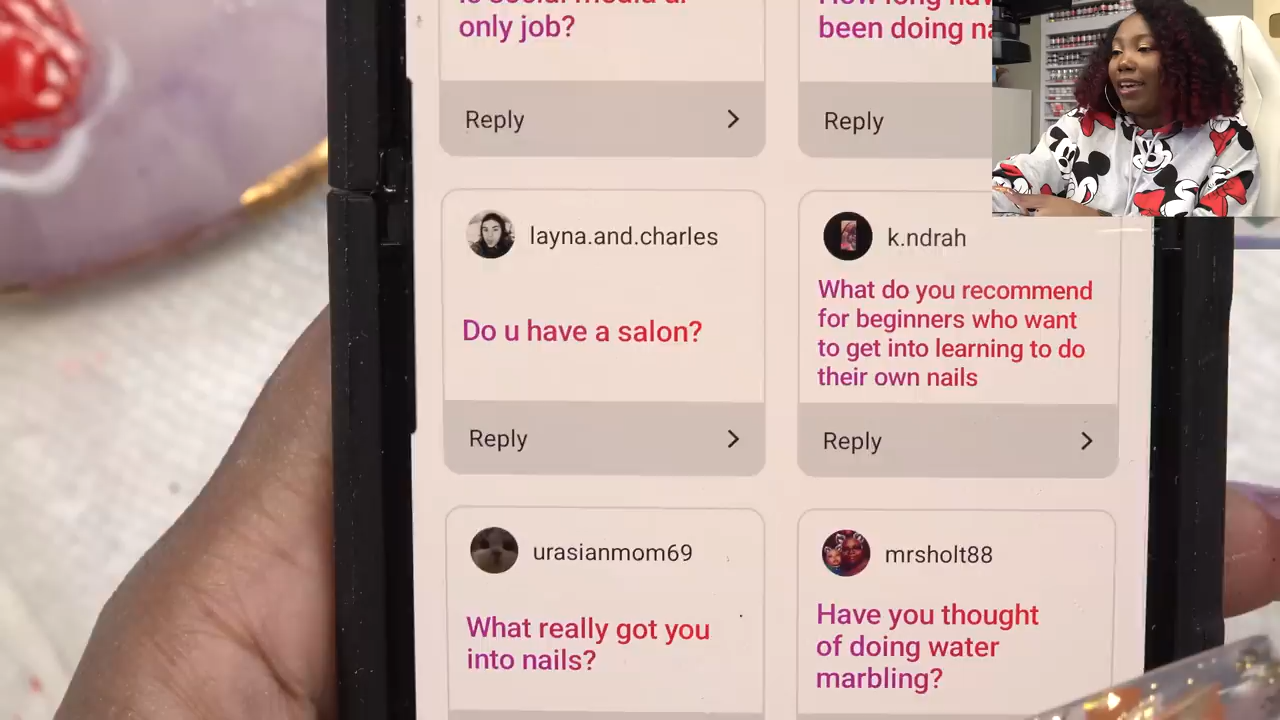 only job?
been doing
Reply
Reply
layna.and.charles
Do u have a salon?
Reply
k.ndrah
What do you recommend
for beginners who want
to get into learning to do
their own nails
Reply
urasianmom69
What really got you
into nails?
mrsholt88
Have you thought
of doing water
marbling?